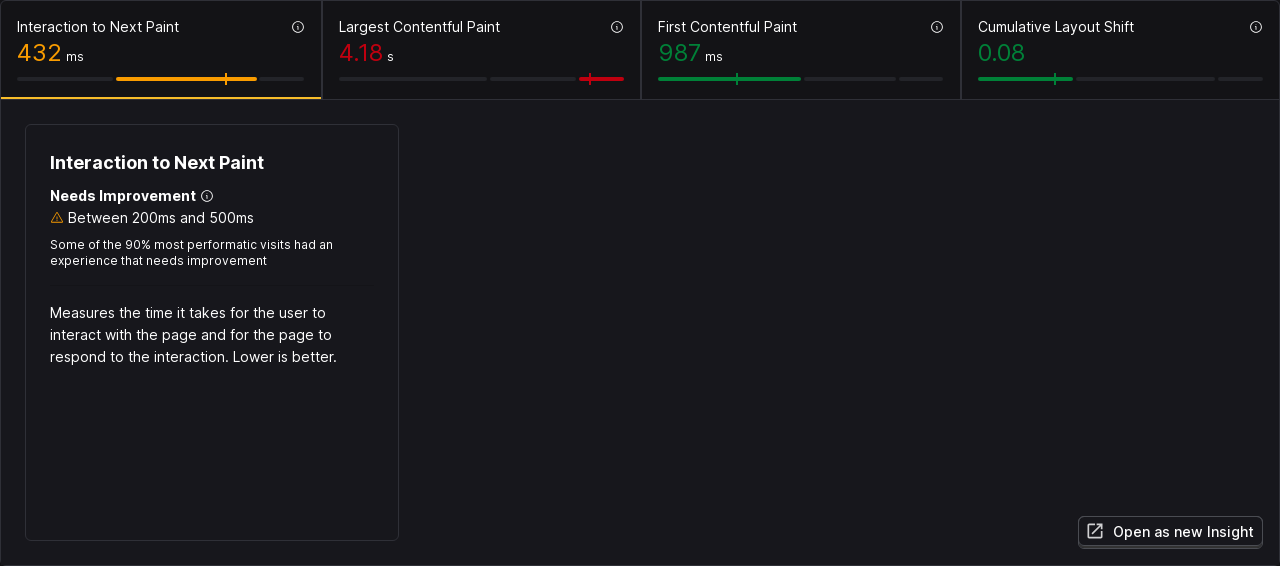 Interaction to Next Paint
432 ms
Largest Contentful Paint
4.18 s
First Contentful Paint
987 ms
Cumulative Layout Shift
0.08
Interaction to Next Paint
Needs Improvement
Between 200ms and 500ms
Some of the 90% most performatic visits had an
experience that needs improvement
Measures the time it takes for the user to
interact with the page and for the page to
respond to the interaction. Lower is better.
Open as new Insight